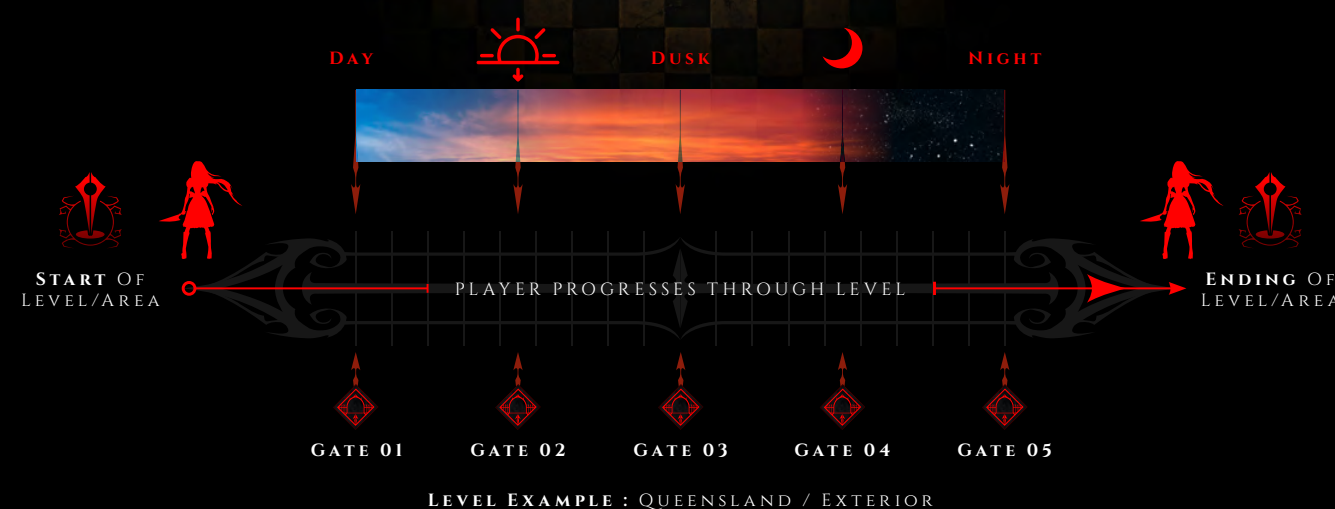 Day
Dusk
Night
Start Of
Level/Area
Player Progresses Through Level
Ending Of
Level/Area
Gate 01
Gate 02
Gate 03
Gate 04
Gate 05
Level Example : Queensland / Exterior